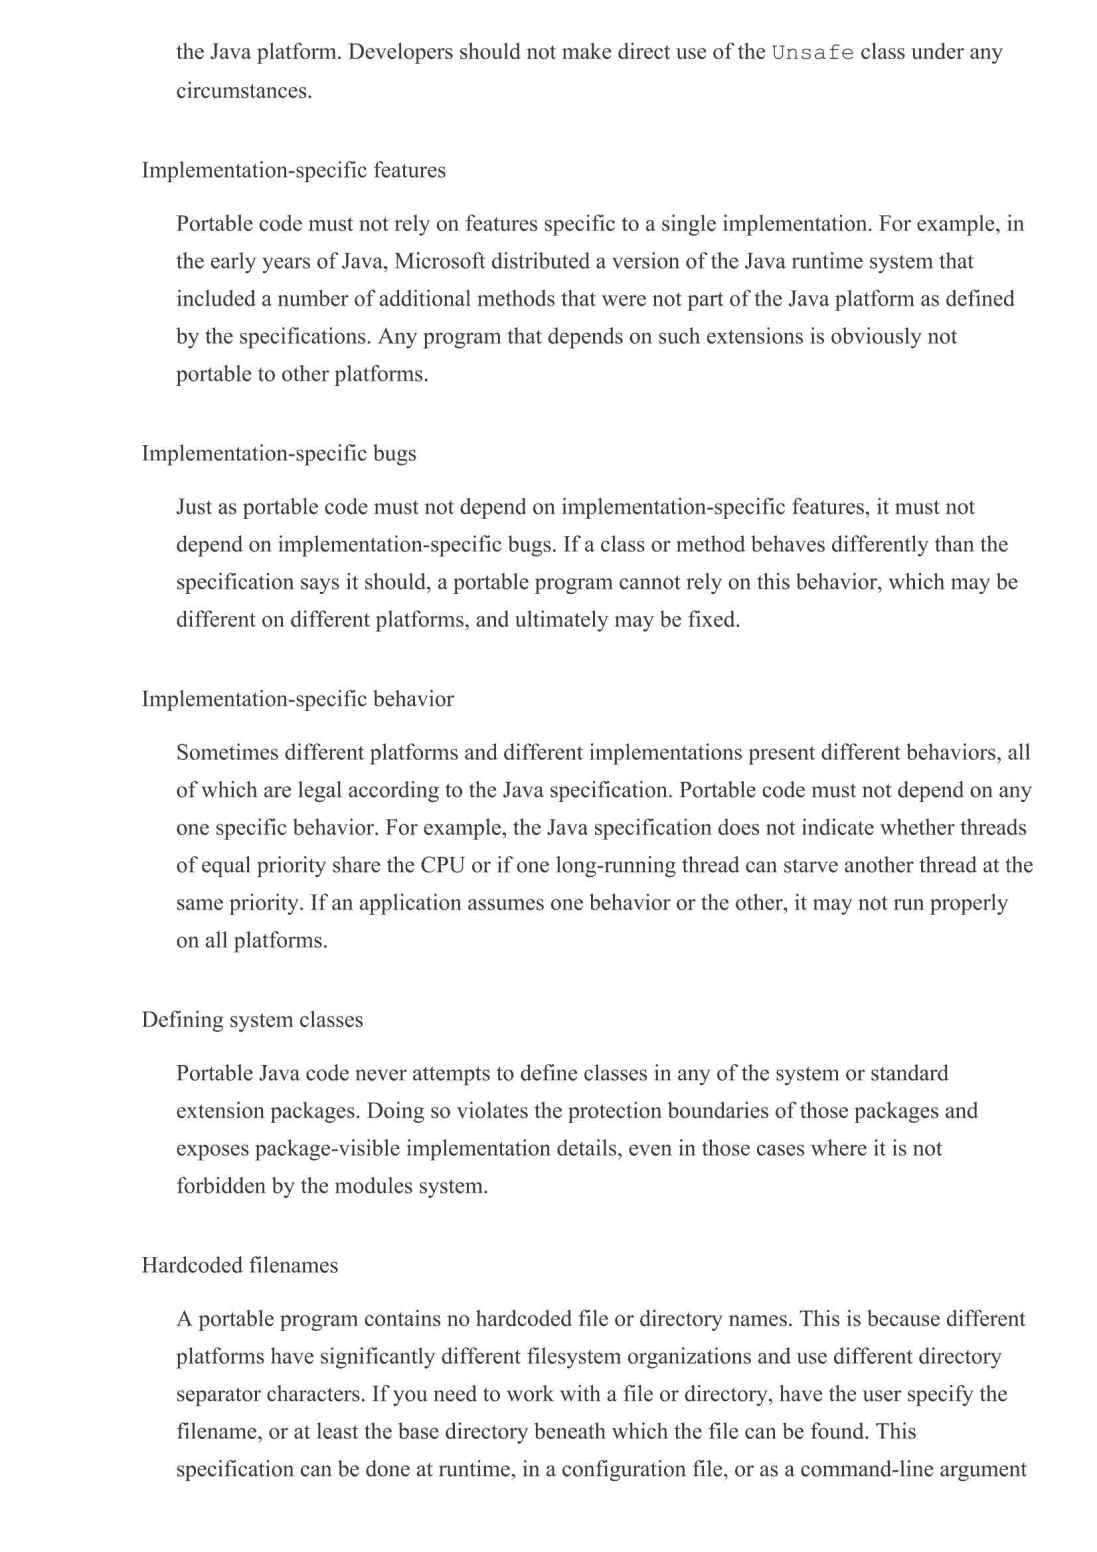 the Java platform. Developers should not make direct use of the Unsafe class under any
circumstances.
Implementation-specific features
Portable code must not rely on features specific to a single implementation. For example, in
the early years of Java, Microsoft distributed a version of the Java runtime system that
included a number of additional methods that were not part of the Java platform as defined
by the specifications. Any program that depends on such extensions is obviously not
portable to other platforms.
Implementation-specific bugs
Just as portable code must not depend on implementation-specific features, it must not
depend on implementation-specific bugs. If a class or method behaves differently than the
specification says it should, a portable program cannot rely on this behavior, which may be
different on different platforms, and ultimately may be fixed.
Implementation-specific behavior
Sometimes different platforms and different implementations present different behaviors, all
of which are legal according to the Java specification. Portable code must not depend on any
one specific behavior. For example, the Java specification does not indicate whether threads
of equal priority share the CPU or if one long-running thread can starve another thread at the
same priority. If an application assumes one behavior or the other, it may not run properly
on all platforms.
Defining system classes
Portable Java code never attempts to define classes in any of the system or standard
extension packages. Doing so violates the protection boundaries of those packages and
exposes package-visible implementation details, even in those cases where it is not
forbidden by the modules system.
Hardcoded filenames
A portable program contains no hardcoded file or directory names. This is because different
platforms have significantly different filesystem organizations and use different directory
separator characters. If you need to work with a file or directory, have the user specify the
filename, or at least the base directory beneath which the file can be found. This
specification can be done at runtime, in a configuration file, or as a command-line argument